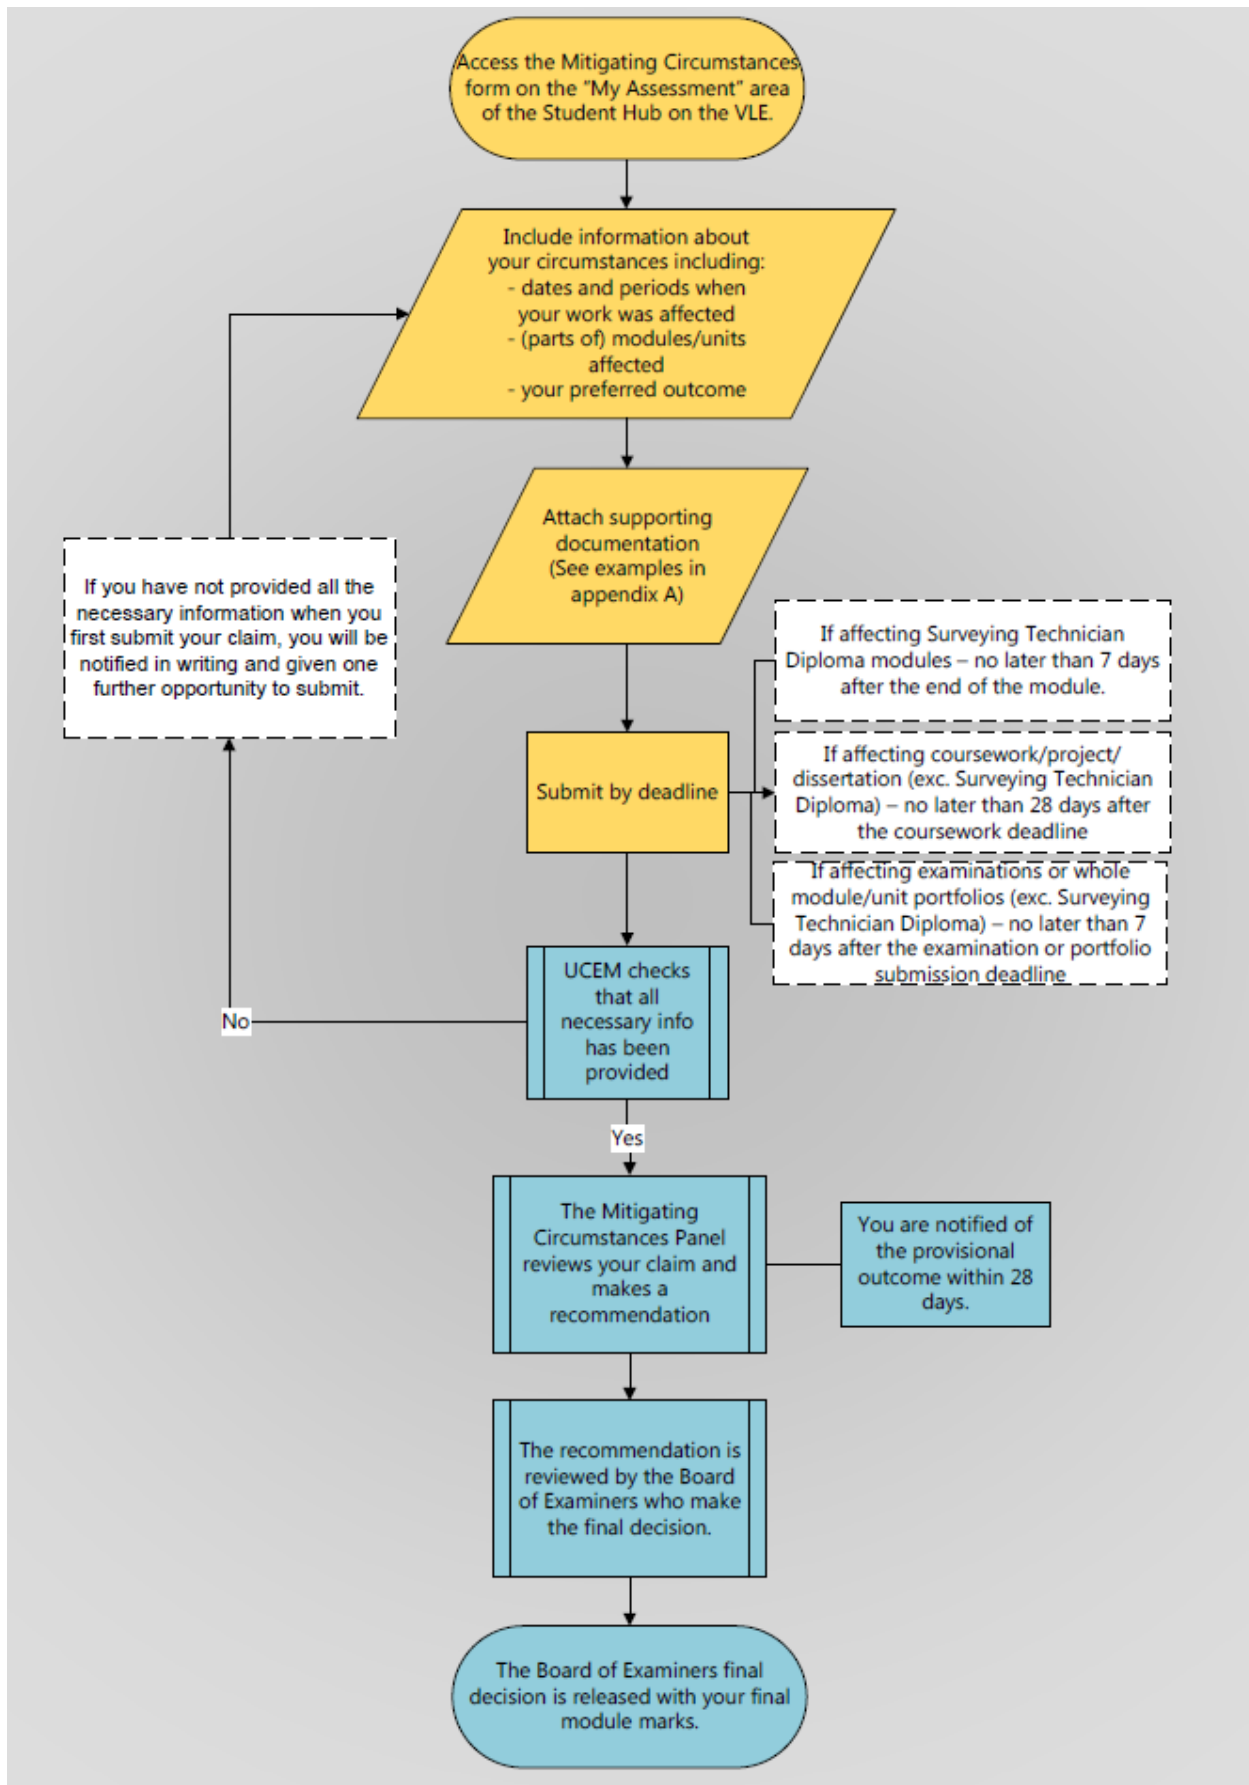 Access the Mitigating Circumstances
form on the "My Assessment" area
of the Student Hub on the VLE.
Include information about
your circumstances including:
- dates and periods when
your work was affected
- (parts of) modules/units
affected
- your preferred outcome
Attach supporting
documentation
(See examples in
appendix A)
If you have not provided all the
necessary information when you
first submit your claim, you will be
notified in writing and given one
further opportunity to submit.
If affecting Surveying Technician
Diploma modules – no later than 7 days
after the end of the module.
Submit by deadline
If affecting coursework/project/
dissertation (exc. Surveying Technician
Diploma) – no later than 28 days after
the coursework deadline
If affecting examinations or whole
module/unit portfolios (exc. Surveying
Technician Diploma) – no later than 7
days after the examination or portfolio
submission deadline
UCEM checks
that all
necessary info
has been
provided
No
Yes
The Mitigating
Circumstances Panel
reviews your claim and
makes a
recommendation
You are notified of
the provisional
outcome within 28
days.
The recommendation is
reviewed by the Board
of Examiners who make
the final decision.
The Board of Examiners final
decision is released with your final
module marks.